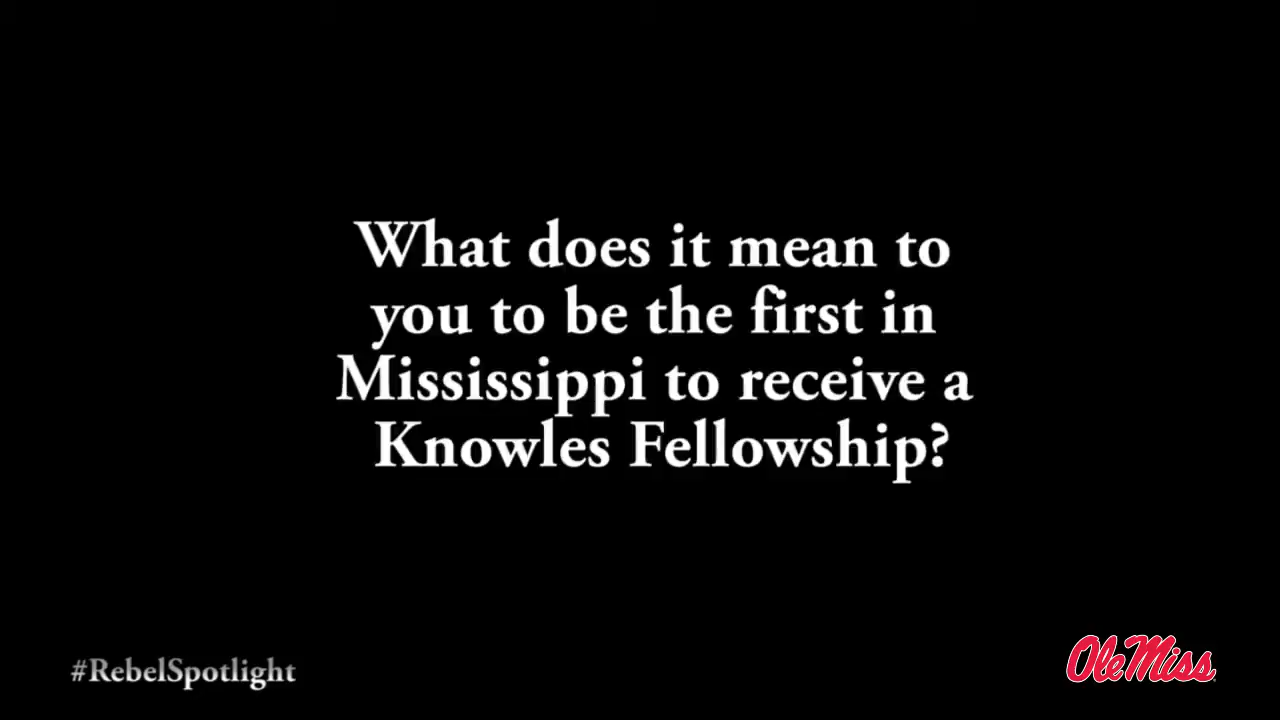 What does it mean to
you to be the first in
Mississippi to receive a
Knowles Fellowship?
#RebelSpotlight
Ole Miss